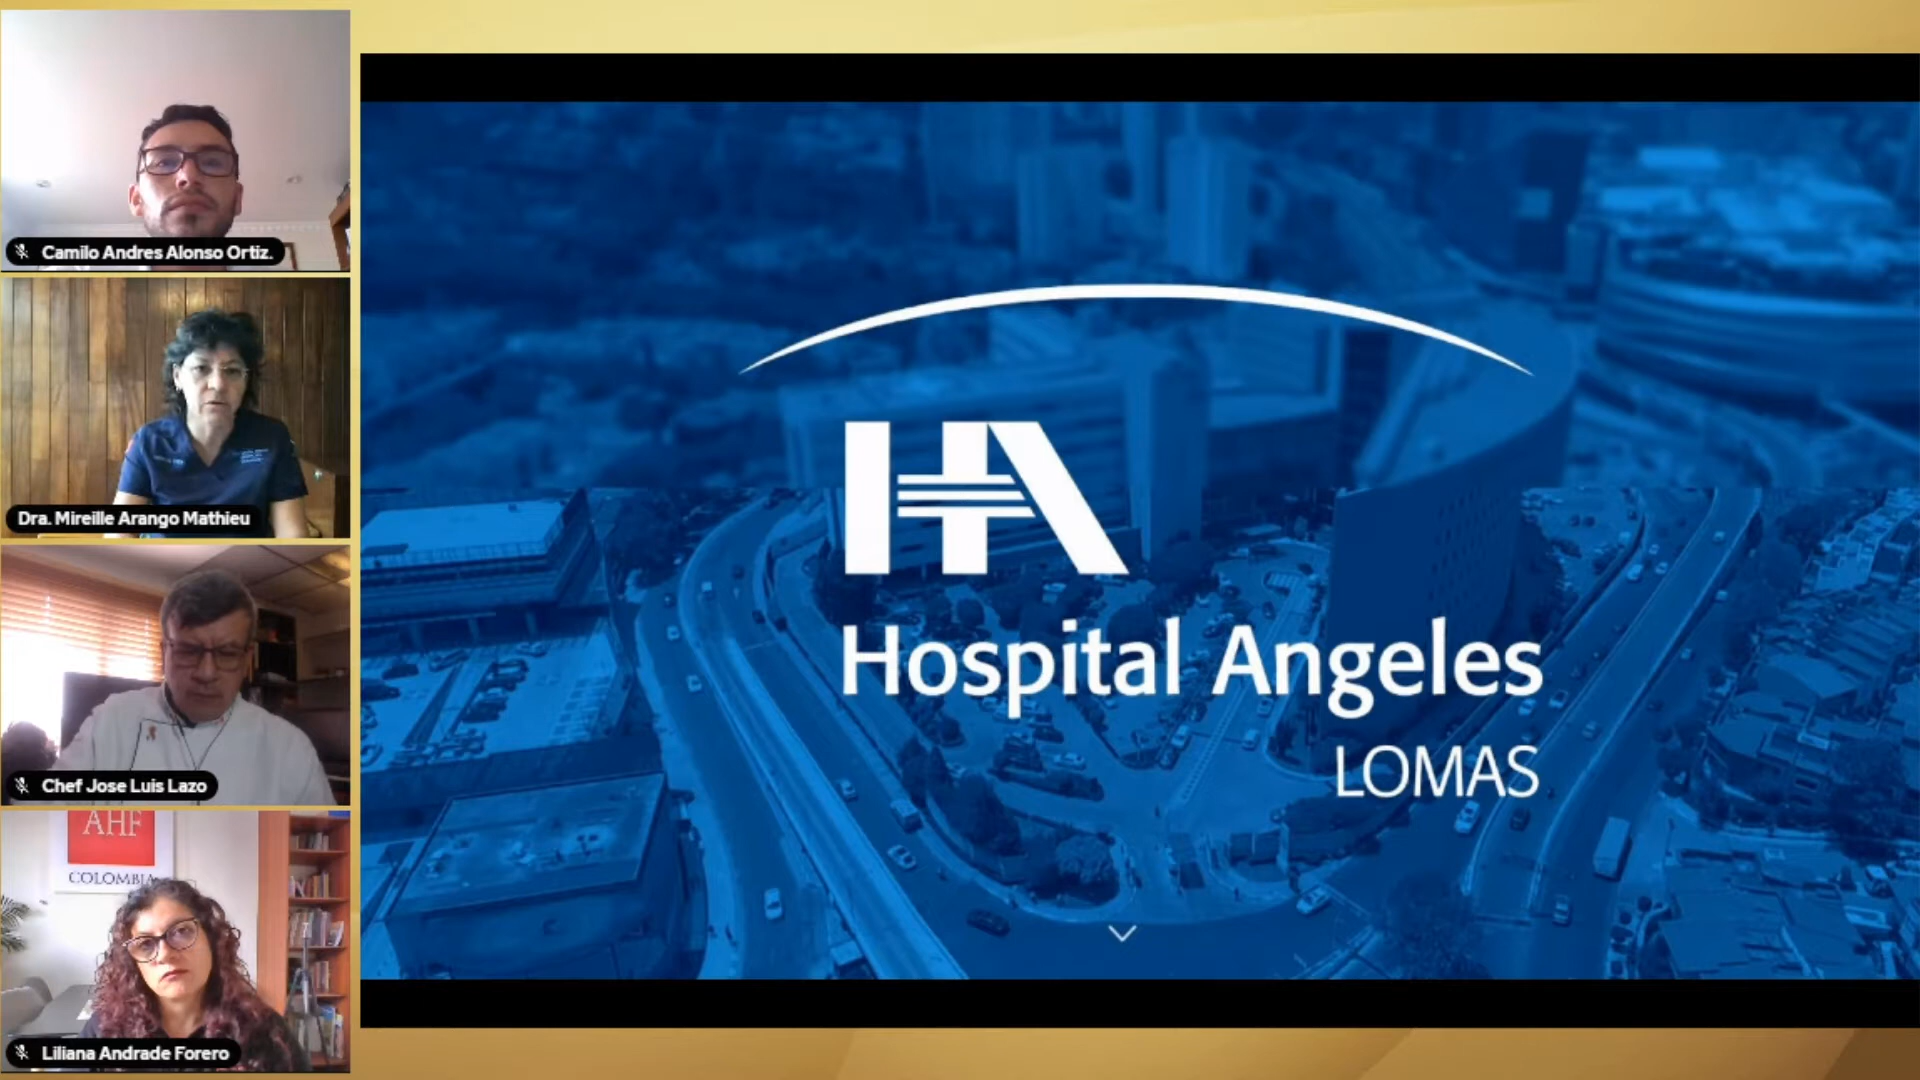 Camilo Andres Alonso Ortiz.
Dra. Mireille Arango Mathieu
Chef Jose Luis Lazo
AHF
COLOMBIA
Liliana Andrade Forero
HA
Hospital Angeles
LOMAS